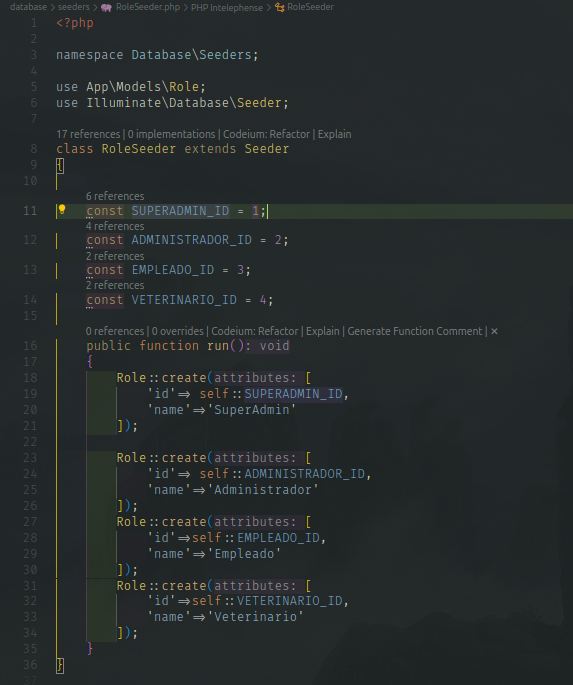 database > seeders > RoleSeeder.php > PHP Intelephense > RoleSeeder
1 <?php
2
3 namespace Database\Seeders;
4
5 use App\Models\Role;
6 use Illuminate\Database\Seeder;
7
17 references | 0 implementations | Codeium: Refactor | Explain
8 class RoleSeeder extends Seeder
9 {
10
6 references
11 const SUPERADMIN_ID = 1;
4 references
12 const ADMINISTRADOR_ID = 2;
2 references
13 const EMPLEADO_ID = 3;
2 references
14 const VETERINARIO_ID = 4;
15
0 references | 0 overrides | Codeium: Refactor | Explain | Generate Function Comment | ✕
16 public function run(): void
17 {
18 Role::create(attributes: [
19 'id'=> self::SUPERADMIN_ID,
20 'name'=>'SuperAdmin'
21 ]);
22
23 Role::create(attributes: [
24 'id'=> self::ADMINISTRADOR_ID,
25 'name'=>'Administrador'
26 ]);
27 Role::create(attributes: [
28 'id'=>self::EMPLEADO_ID,
29 'name'=>'Empleado'
30 ]);
31 Role::create(attributes: [
32 'id'=>self::VETERINARIO_ID,
33 'name'=>'Veterinario'
34 ]);
35 }
36 }
37